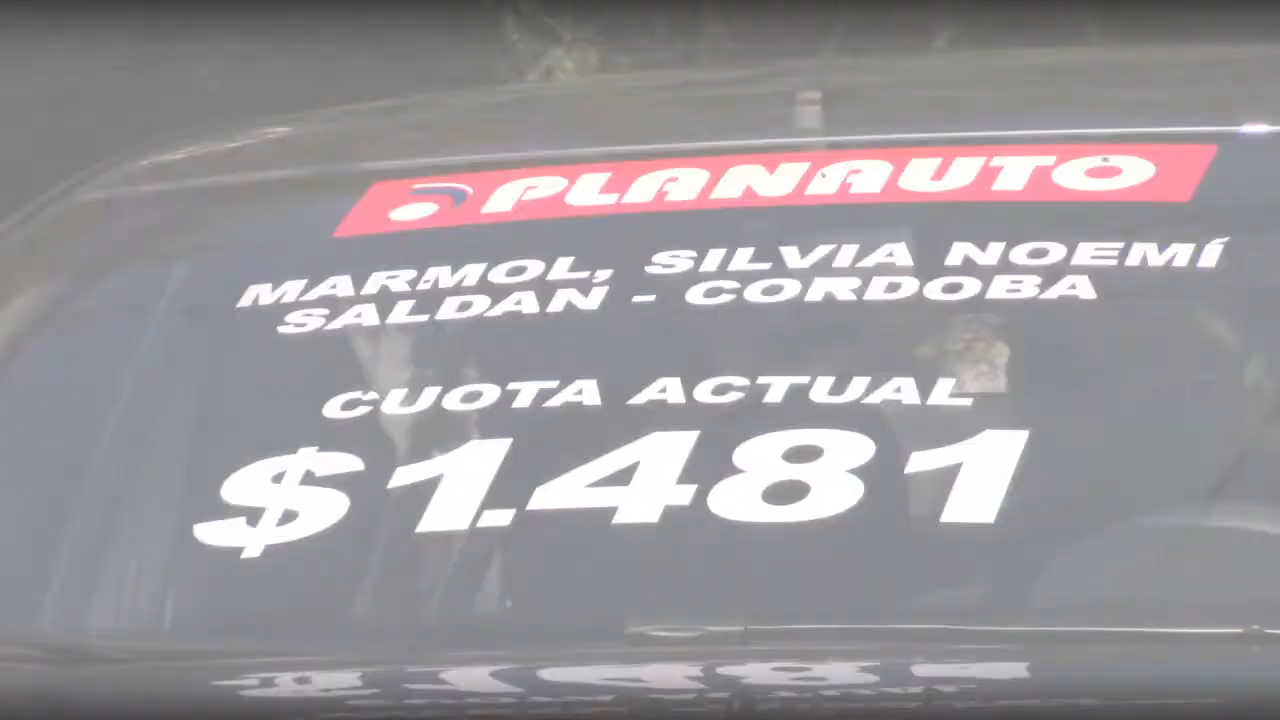 PLANAUTO
MARMOL, SILVIA NOEMÍ
SALDAN - CORDOBA
CUOTA ACTUAL
$1.481